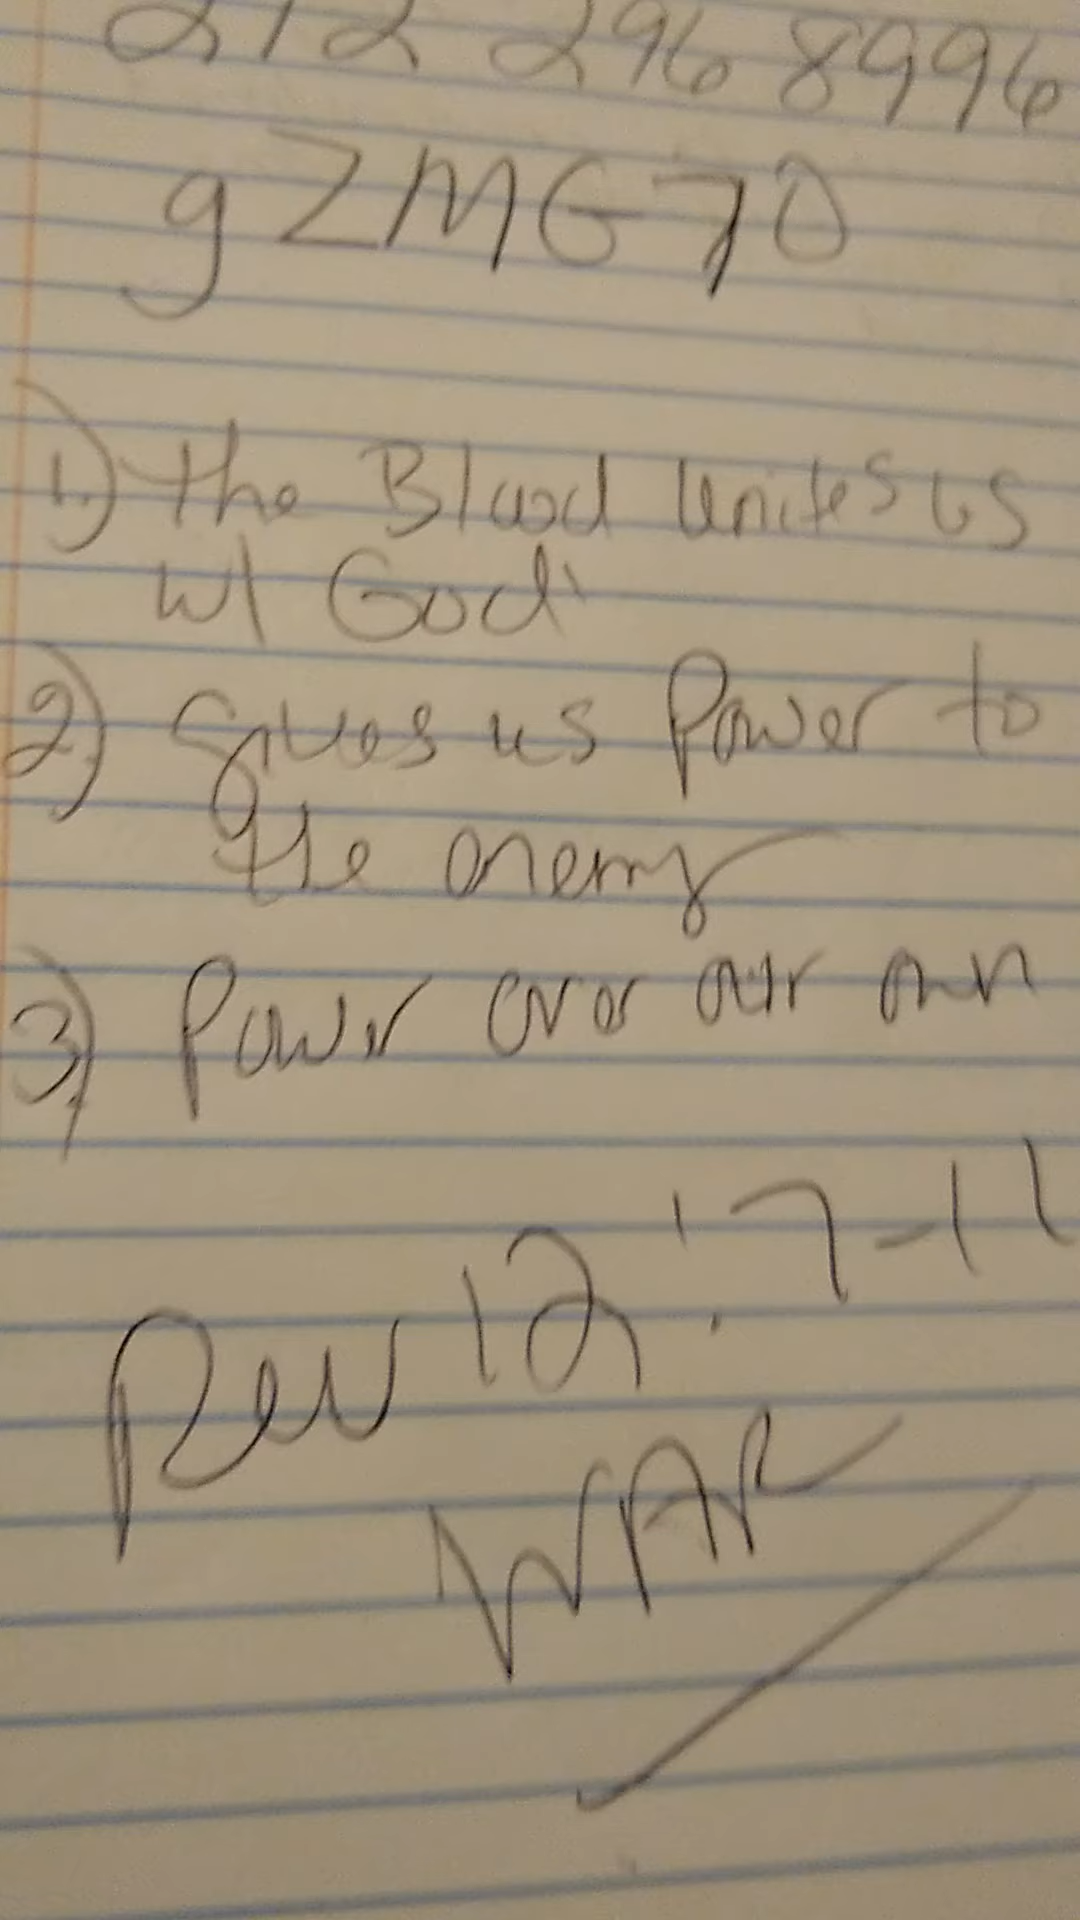 212 296 8996
9ZMG70
1.) the Blood Unites us
w/ God
2.) Gives us Power to
the enemy
3.) Power over our own
Rev 12:7-11
WAR